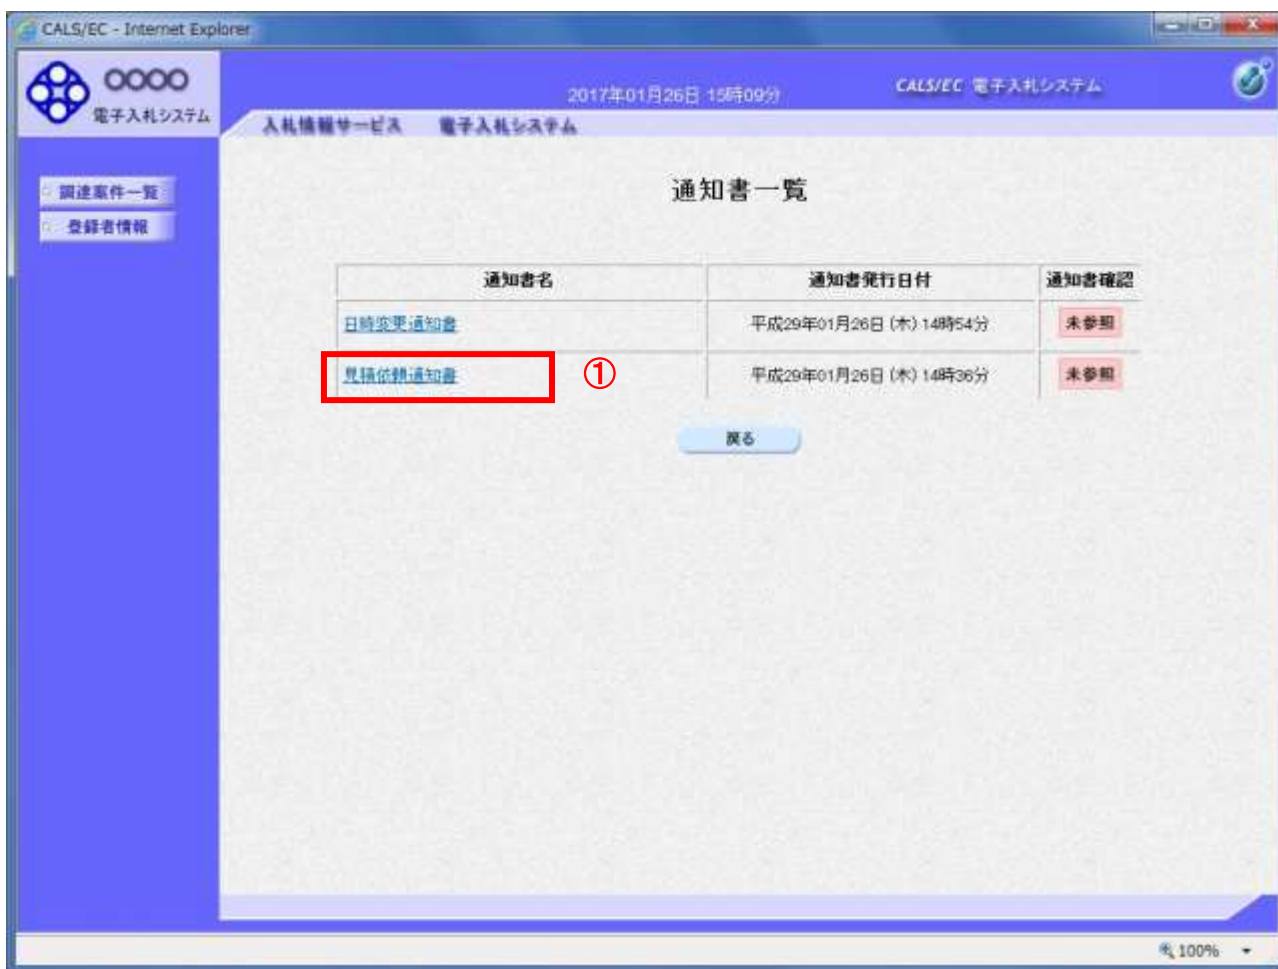 CALS/EC - Internet Explorer
○○○○
電子入札システム
2017年01月26日 15時09分
CALS/EC 電子入札システム
入札情報サービス 電子入札システム
調達案件一覧
登録者情報
通知書一覧
通知書名 通知書発行日付 通知書確認
日時変更通知書 平成29年01月26日(木) 14時54分 未参照
見積依頼通知書 ① 平成29年01月26日(木) 14時36分 未参照
戻る
100%